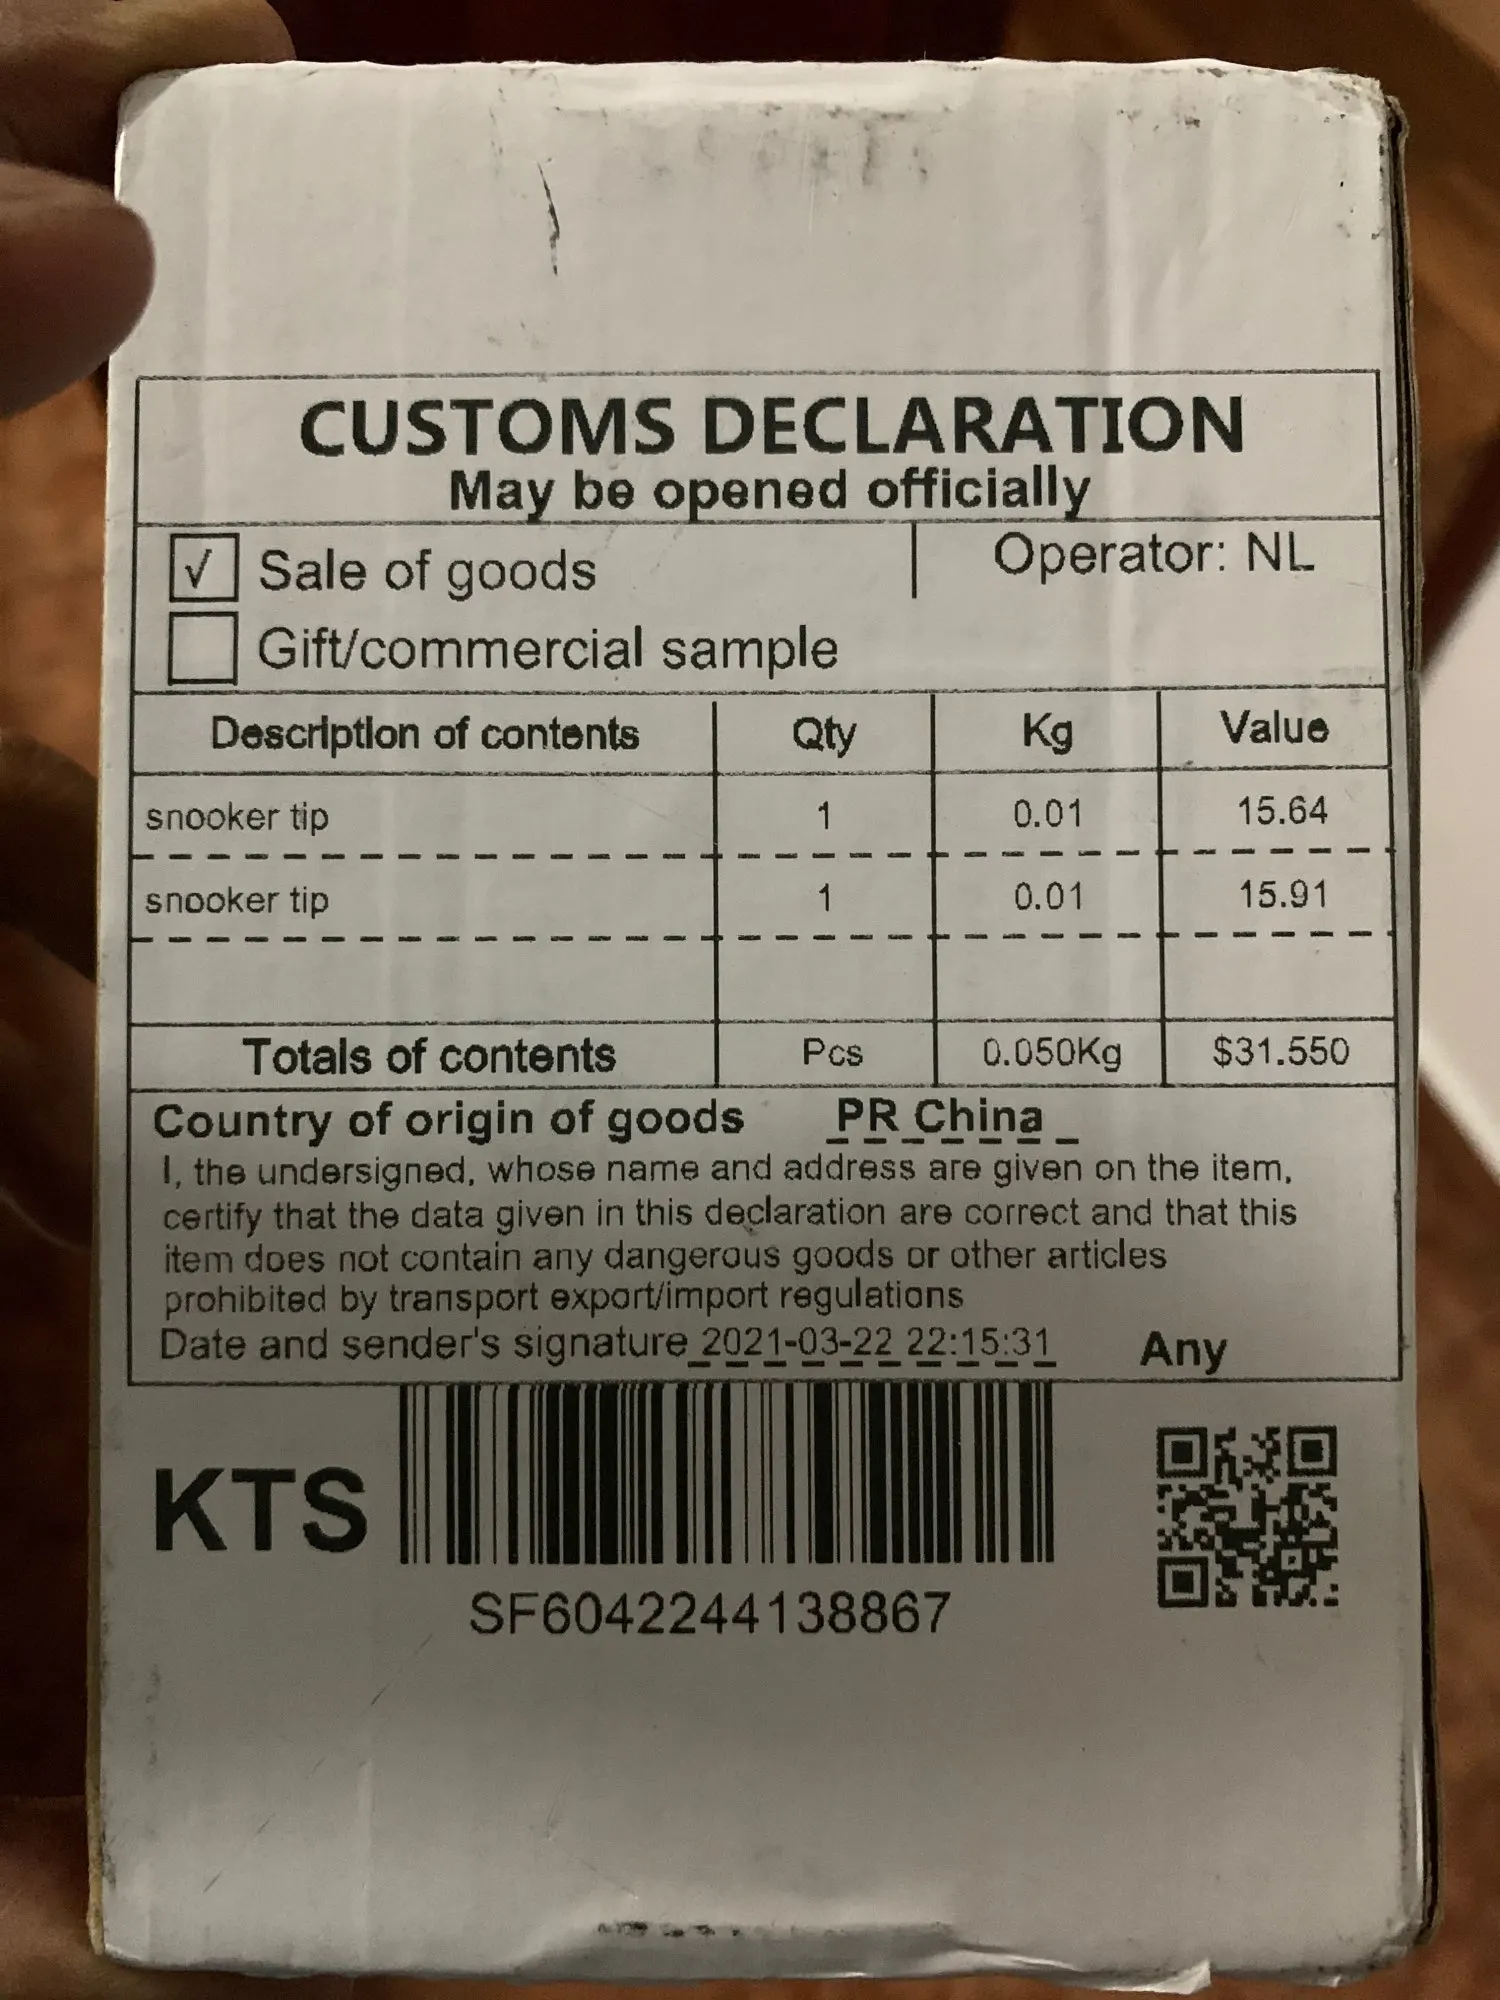 CUSTOMS DECLARATION
May be opened officially
√ Sale of goods Operator: NL
Gift/commercial sample
Description of contents Qty Kg Value
snooker tip 1 0.01 15.64
snooker tip 1 0.01 15.91
Totals of contents Pcs 0.050Kg $31.550
Country of origin of goods PR China
I, the undersigned, whose name and address are given on the item,
certify that the data given in this declaration are correct and that this
item does not contain any dangerous goods or other articles
prohibited by transport export/import regulations
Date and sender's signature 2021-03-22 22:15:31 Any
KTS
SF6042244138867